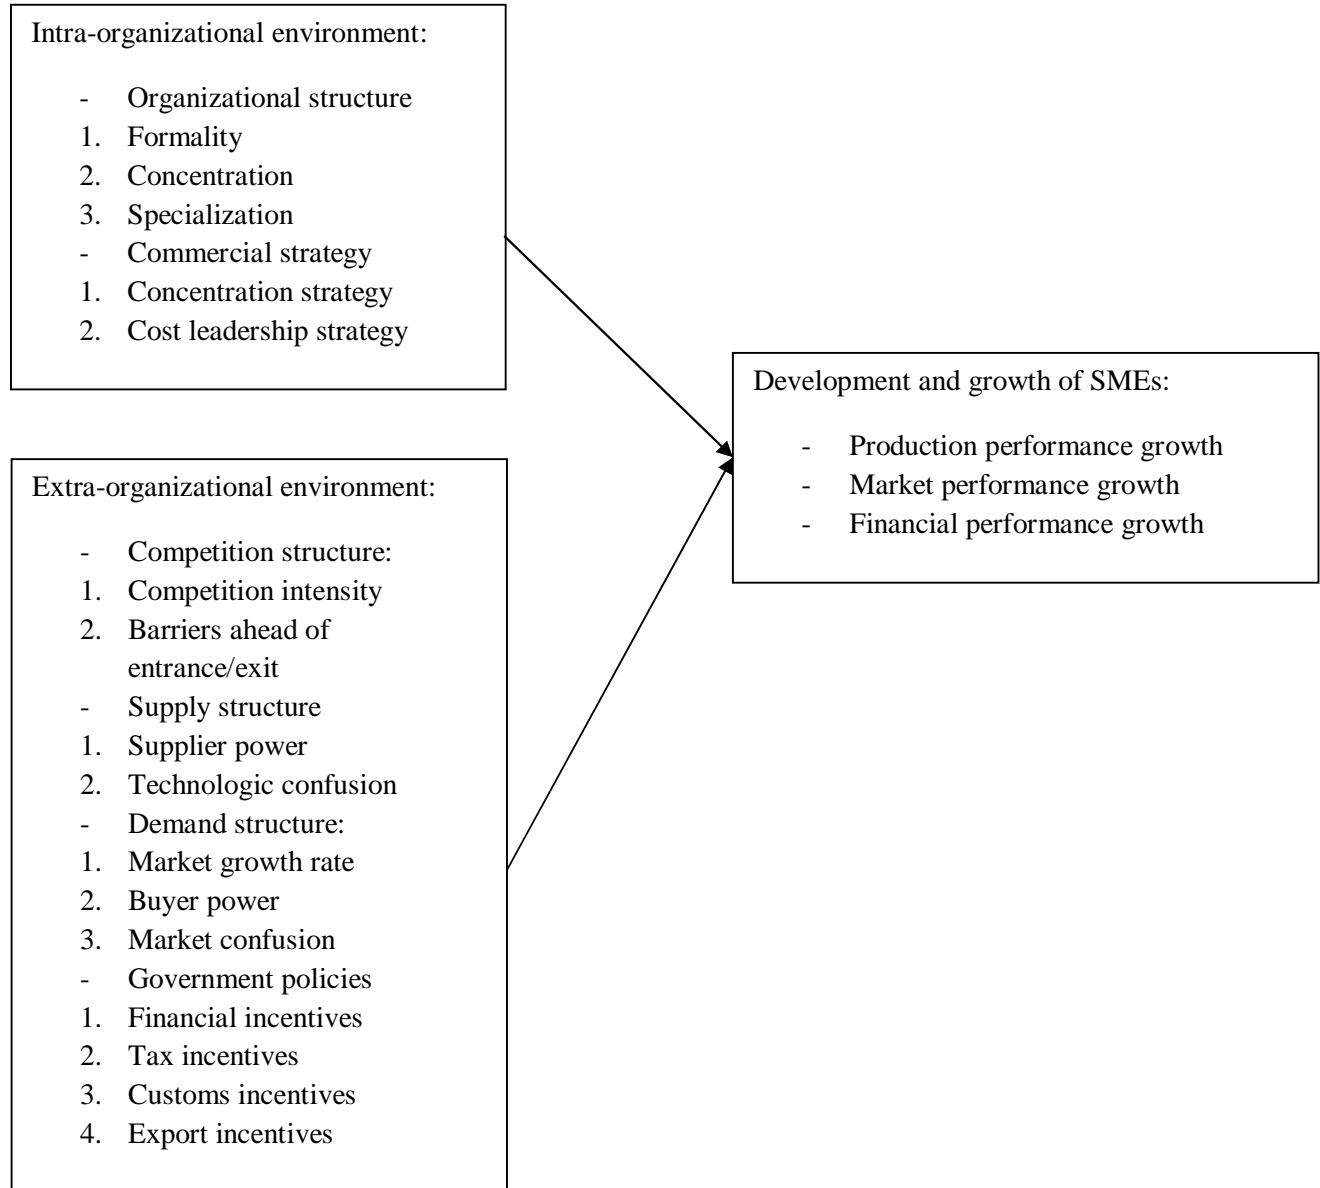 Intra-organizational environment:
- Organizational structure
1. Formality
2. Concentration
3. Specialization
- Commercial strategy
1. Concentration strategy
2. Cost leadership strategy
Extra-organizational environment:
- Competition structure:
1. Competition intensity
2. Barriers ahead of
entrance/exit
- Supply structure
1. Supplier power
2. Technologic confusion
- Demand structure:
1. Market growth rate
2. Buyer power
3. Market confusion
- Government policies
1. Financial incentives
2. Tax incentives
3. Customs incentives
4. Export incentives
Development and growth of SMEs:
- Production performance growth
- Market performance growth
- Financial performance growth